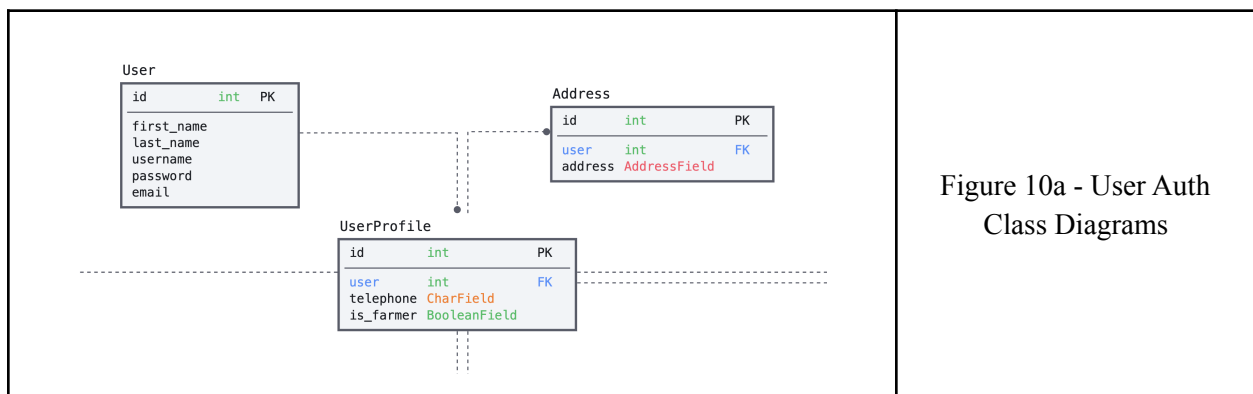 User
id int PK
first_name
last_name
username
password
email
Address
id int PK
user int FK
address AddressField
UserProfile
id int PK
user int FK
telephone CharField
is_farmer BooleanField
Figure 10a - User Auth
Class Diagrams